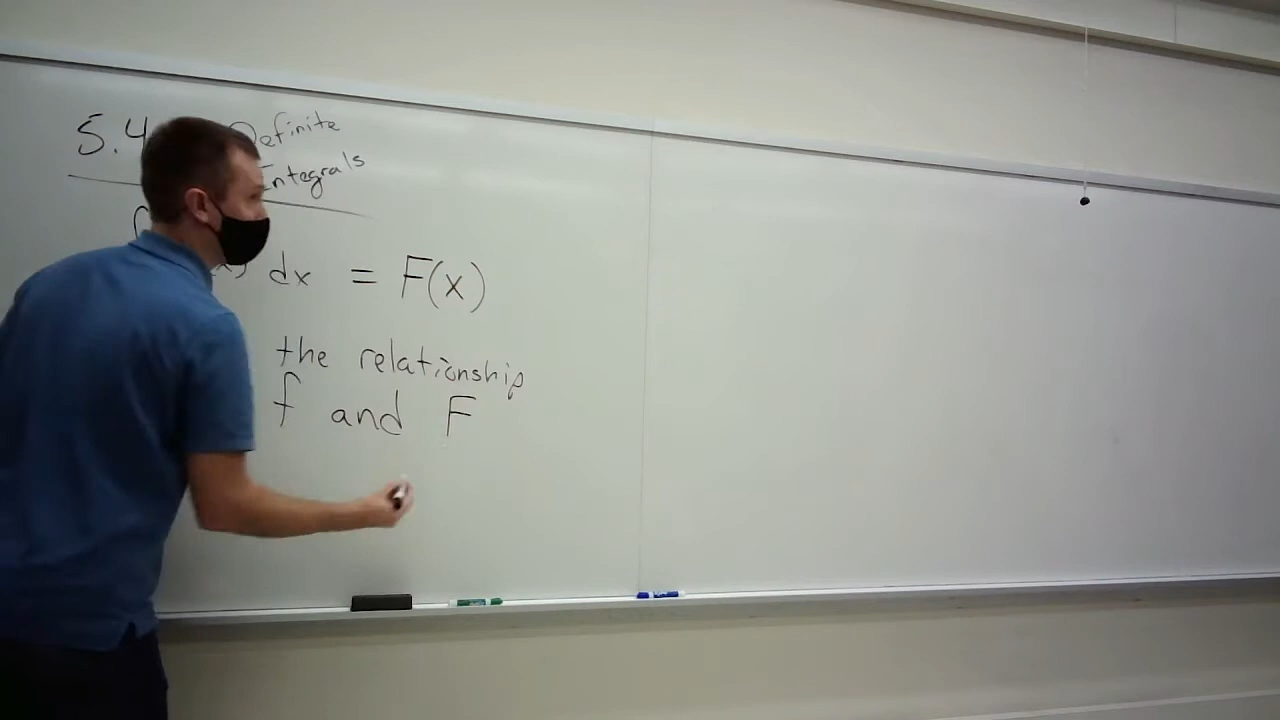 5.4 Definite
Integrals
dx = F(x)
the relationship
f and F